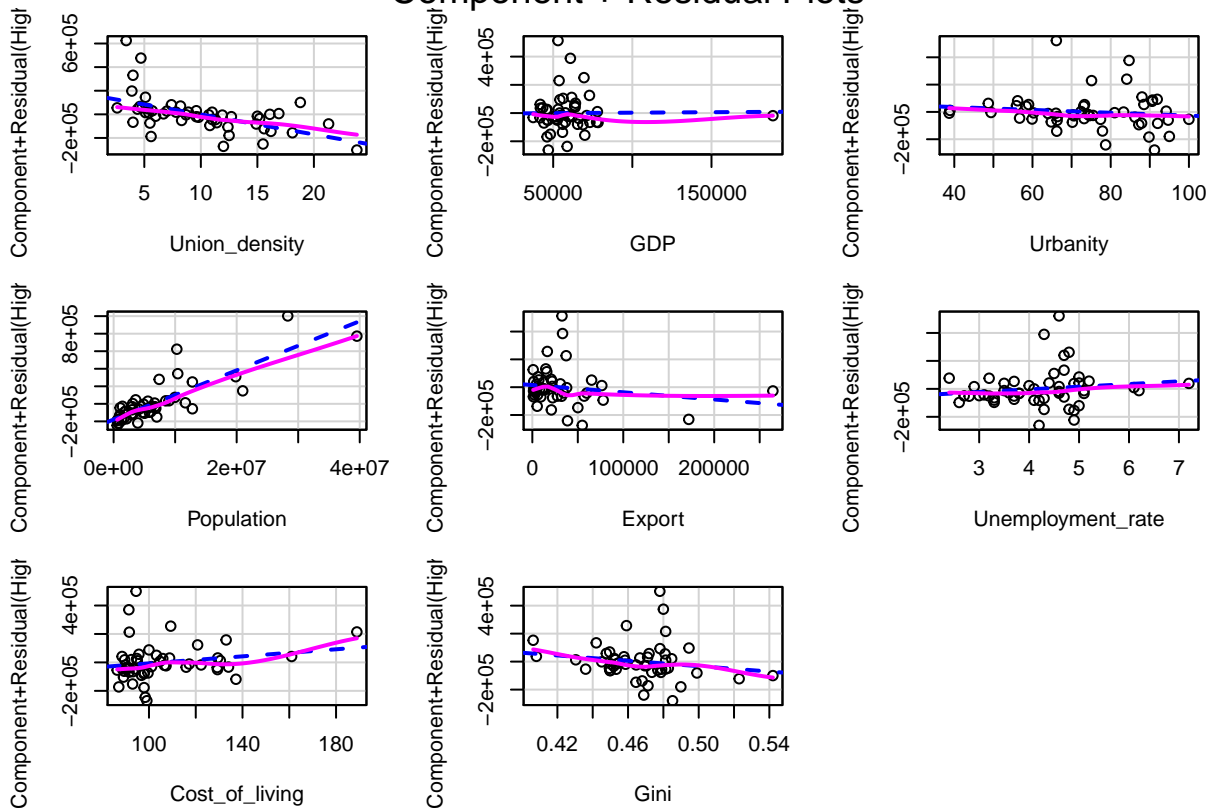 Component + Residual Plots
Component+Residual(High
−2e+05
6e+05
5
10
15
20
Union_density
Component+Residual(High
−2e+05
4e+05
50000
150000
GDP
Component+Residual(High
−2e+05
40
60
80
100
Urbanity
Component+Residual(High
−2e+05
8e+05
0e+00
2e+07
4e+07
Population
Component+Residual(High
−2e+05
0
100000
200000
Export
Component+Residual(High
−2e+05
3
4
5
6
7
Unemployment_rate
Component+Residual(High
−2e+05
4e+05
100
140
180
Cost_of_living
Component+Residual(High
−2e+05
4e+05
0.42
0.46
0.50
0.54
Gini